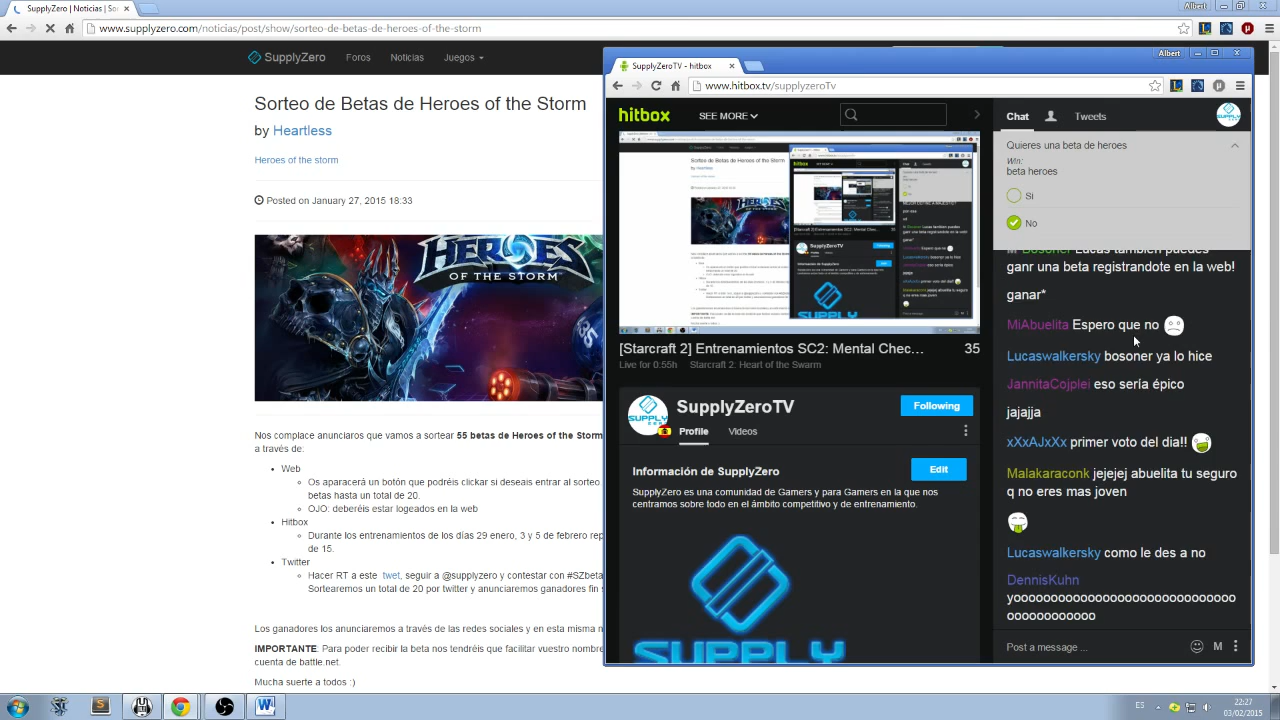 SupplyZero | Noticias | So
Albert
www.supplyzero.com/noticias/post/show/sorteo-de-betas-de-heroes-of-the-storm
SupplyZero
Foros
Noticias
Juegos
Sorteo de Betas de Heroes of the Storm
by Heartless
Heroes of the storm
Posted on January 27, 2015 18:33
HEROES
OF THE STORM
Nos complace anunciaros que vamos a sortear 55 betas de Heroes of the Storm
a través de:
Web
Os aparacerá un botón que podréis clickar si deseais entrar al sorteo
betas hasta un total de 20.
OJO: deberéis estar logeados en la web
Hitbox
Durante los entrenamientos de los días 29 enero, 3 y 5 de febrero rep
de 15.
Twitter
Hacer RT a este twet, seguir a @supplyzero y contestar con #SZbeta
Sortearemos un total de 20 por twitter y anunciaremos ganadores fin s
Los ganadores los anunciaremos a través de las redes sociales y en esta misma n
IMPORTANTE: Para poder recibir la beta nos tendréis que facilitar vuestro nombre
cuenta de battle.net.
Mucha suerte a todos :)
Albert
SupplyZeroTV - hitbox
www.hitbox.tv/supplyzeroTv
hitbox
SEE MORE
[Starcraft 2] Entrenamientos SC2: Mental Chec...
35
Live for 0:55h
Starcraft 2: Heart of the Swarm
SupplyZeroTV
Following
Profile
Videos
Información de SupplyZero
Edit
SupplyZero es una comunidad de Gamers y para Gamers en la que nos
centramos sobre todo en el ámbito competitivo y de entrenamiento.
SUPPLY
Chat
Tweets
Quieres una beta de heroes
Win:
beta heroes
Si
No
ganr una beta registrandote en la web!
ganar*
MiAbuelita Espero que no
Lucaswalkersky bosoner ya lo hice
JannitaCojplei eso sería épico
jajajja
xXxAJxXx primer voto del dia!!
Malakaraconk jejejej abuelita tu seguro
q no eres mas joven
Lucaswalkersky como le des a no
DennisKuhn
yooooooooooooooooooooooooooooo
oooooooooooo
Post a message ...
M
ES
22:27
03/02/2015